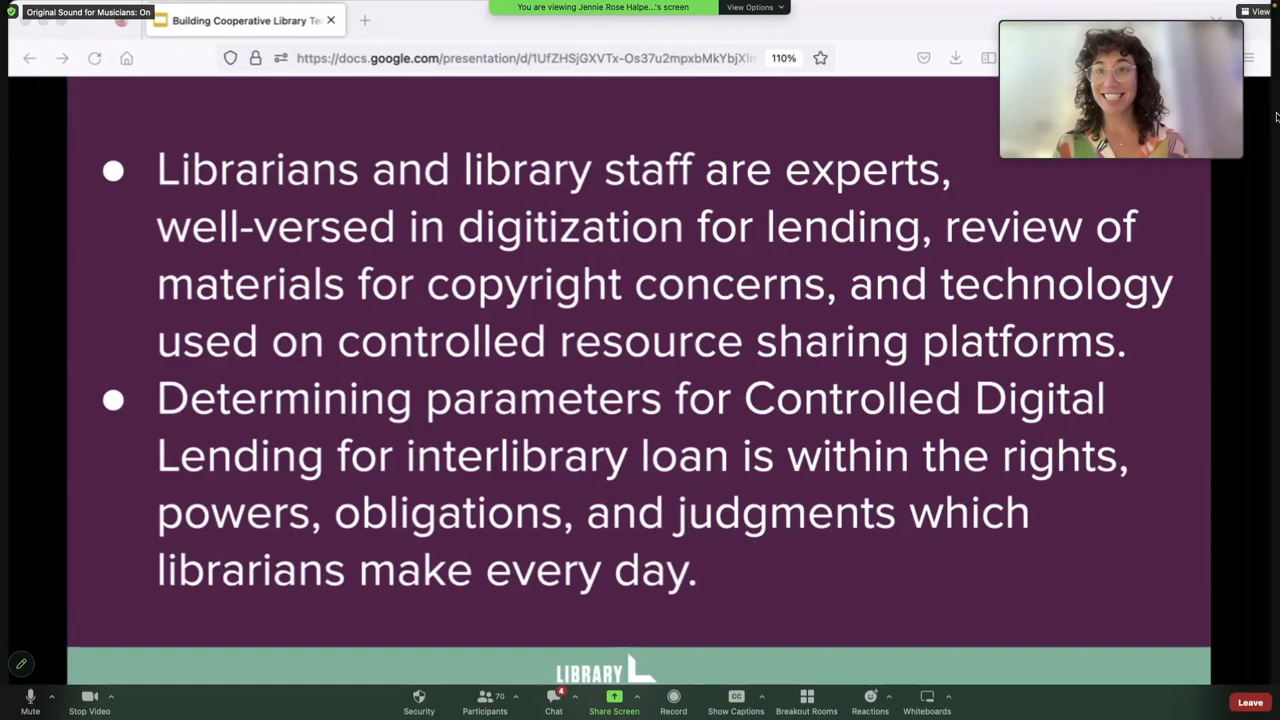 Original Sound for Musicians: On
You are viewing Jennie Rose Halpe...'s screen
View Options
View
Building Cooperative Library Te
https://docs.google.com/presentation/d/1UfZHSjGXVTx-Os37u2mpxbMkYbjXlm
110%
• Librarians and library staff are experts,
well-versed in digitization for lending, review of
materials for copyright concerns, and technology
used on controlled resource sharing platforms.
• Determining parameters for Controlled Digital
Lending for interlibrary loan is within the rights,
powers, obligations, and judgments which
librarians make every day.
LIBRARY
Mute
Stop Video
Security
70
Participants
4
Chat
Share Screen
Record
CC
Show Captions
Breakout Rooms
Reactions
Whiteboards
Leave